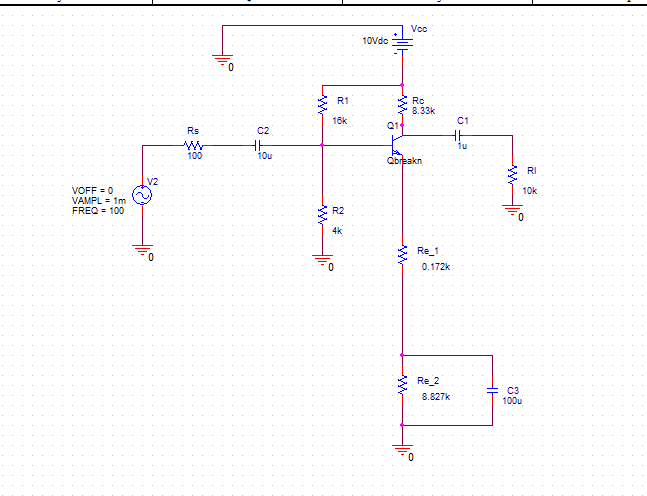 Vcc
10Vdc
+
-
0
R1
16k
Rc
8.33k
Q1
Qbreakn
C1
1u
Rs
100
C2
10u
Rl
10k
0
V2
VOFF = 0
VAMPL = 1m
FREQ = 100
0
R2
4k
0
Re_1
0.172k
Re_2
8.827k
C3
100u
0